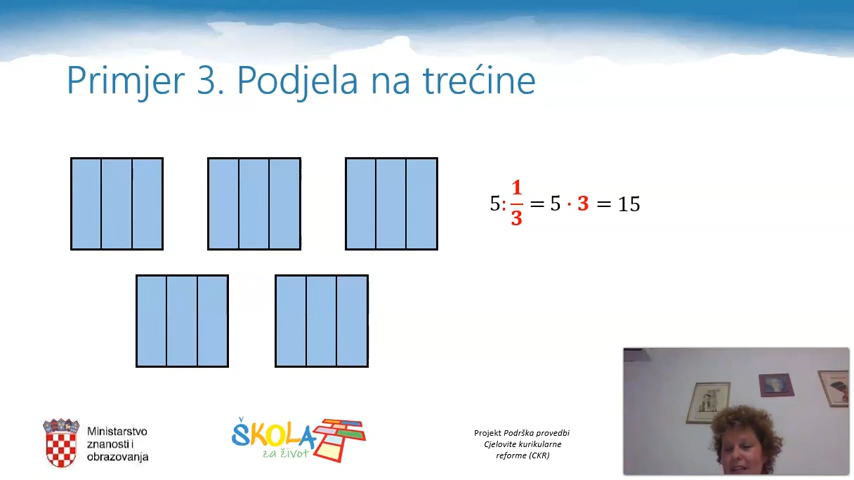 Primjer 3. Podjela na trećine
5:1/3 = 5 · 3 = 15
Ministarstvo
znanosti i
obrazovanja
ŠKOLA
za život
Projekt Podrška provedbi
Cjelovite kurikularne
reforme (CKR)